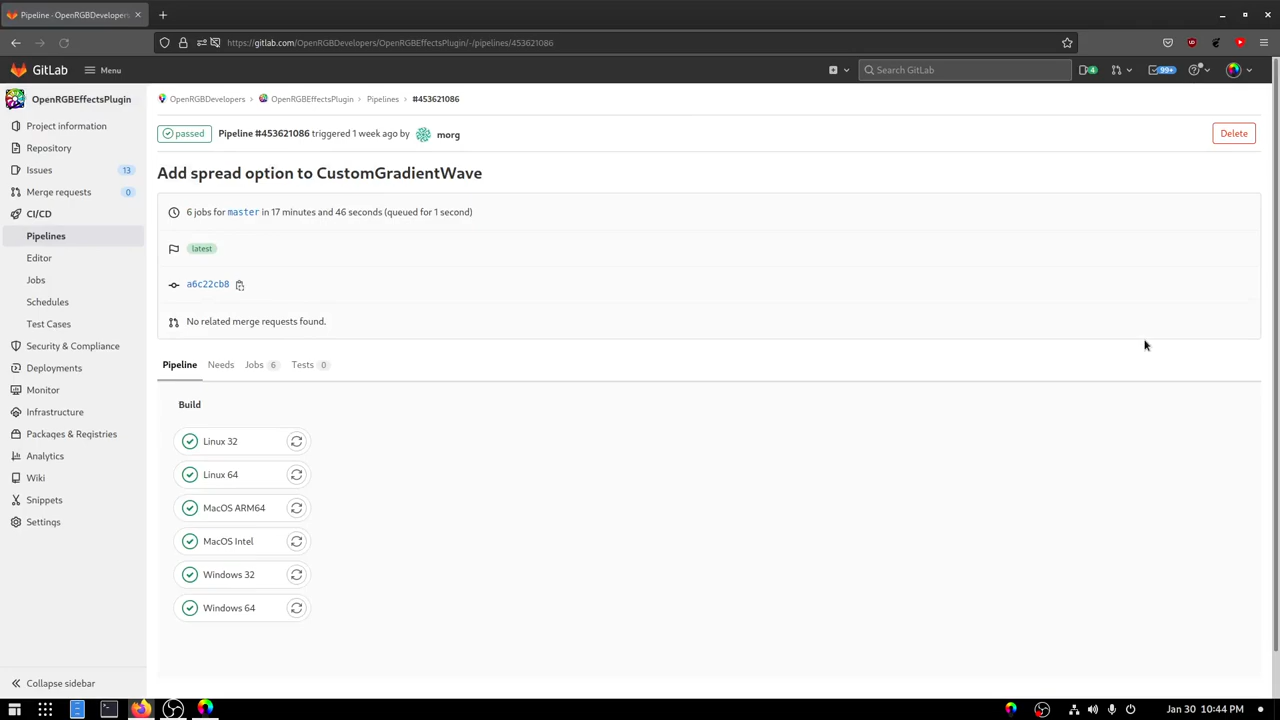 Pipeline · OpenRGBDevelopers
https://gitlab.com/OpenRGBDevelopers/OpenRGBEffectsPlugin/-/pipelines/453621086
GitLab
Menu
Search GitLab
4
99+
OpenRGBEffectsPlugin
OpenRGBDevelopers › OpenRGBEffectsPlugin › Pipelines › #453621086
Project information
Repository
Issues 13
Merge requests 0
CI/CD
Pipelines
Editor
Jobs
Schedules
Test Cases
Security & Compliance
Deployments
Monitor
Infrastructure
Packages & Registries
Analytics
Wiki
Snippets
Settings
Collapse sidebar
passed Pipeline #453621086 triggered 1 week ago by morg
Delete
Add spread option to CustomGradientWave
6 jobs for master in 17 minutes and 46 seconds (queued for 1 second)
latest
a6c22cb8
No related merge requests found.
Pipeline Needs Jobs 6 Tests 0
Build
Linux 32
Linux 64
MacOS ARM64
MacOS Intel
Windows 32
Windows 64
Jan 30 10:44 PM